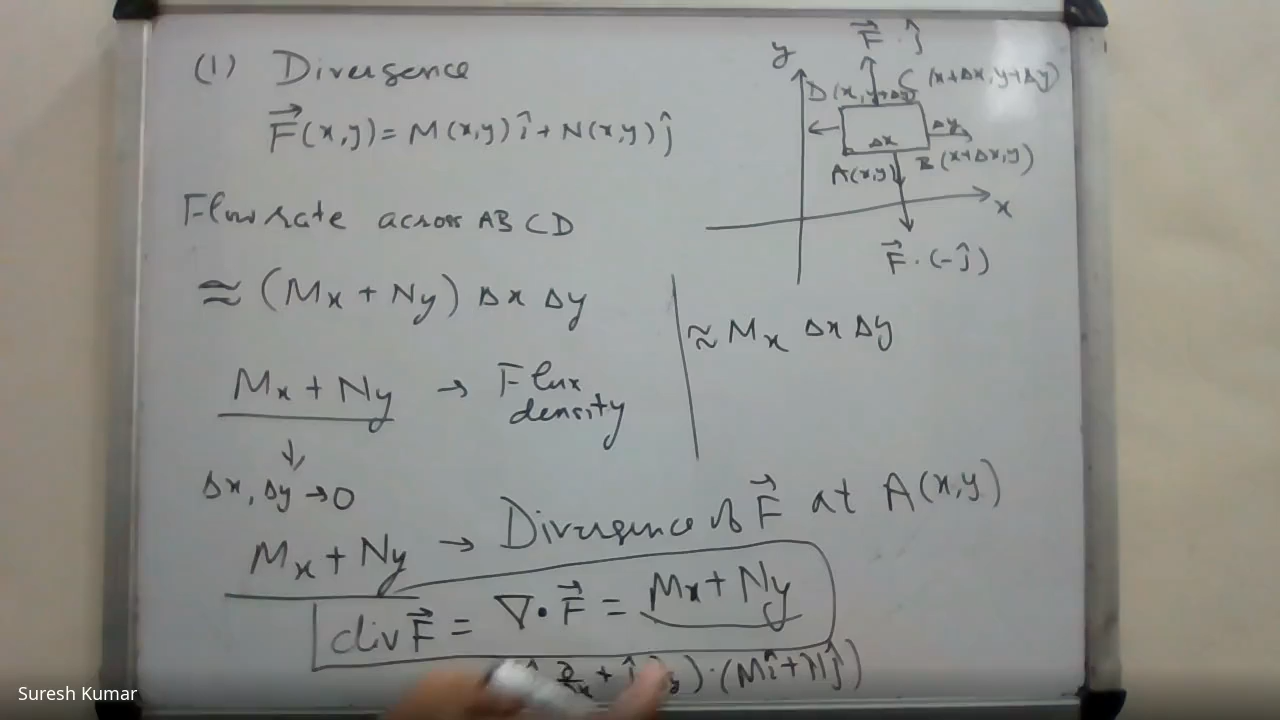 (1) Divergence
F⃗(x,y) = M(x,y) î + N(x,y) ĵ
Flow rate across ABCD
≈ (Mx + Ny) Δx Δy
Mx + Ny → Flux
density
↓
Δx, Δy → 0
Mx + Ny → Divergence of F⃗ at A(x,y)
div F⃗ = ∇·F⃗ = Mx + Ny
∂ + ĵ y)·(Mî + Nĵ)
≈ Mx Δx Δy
y
F⃗·ĵ
D(x, y+Δy)
C (x+Δx, y+Δy)
Δy
Δx
A(x,y)
B(x+Δx,y)
x
F⃗·(-ĵ)
Suresh Kumar